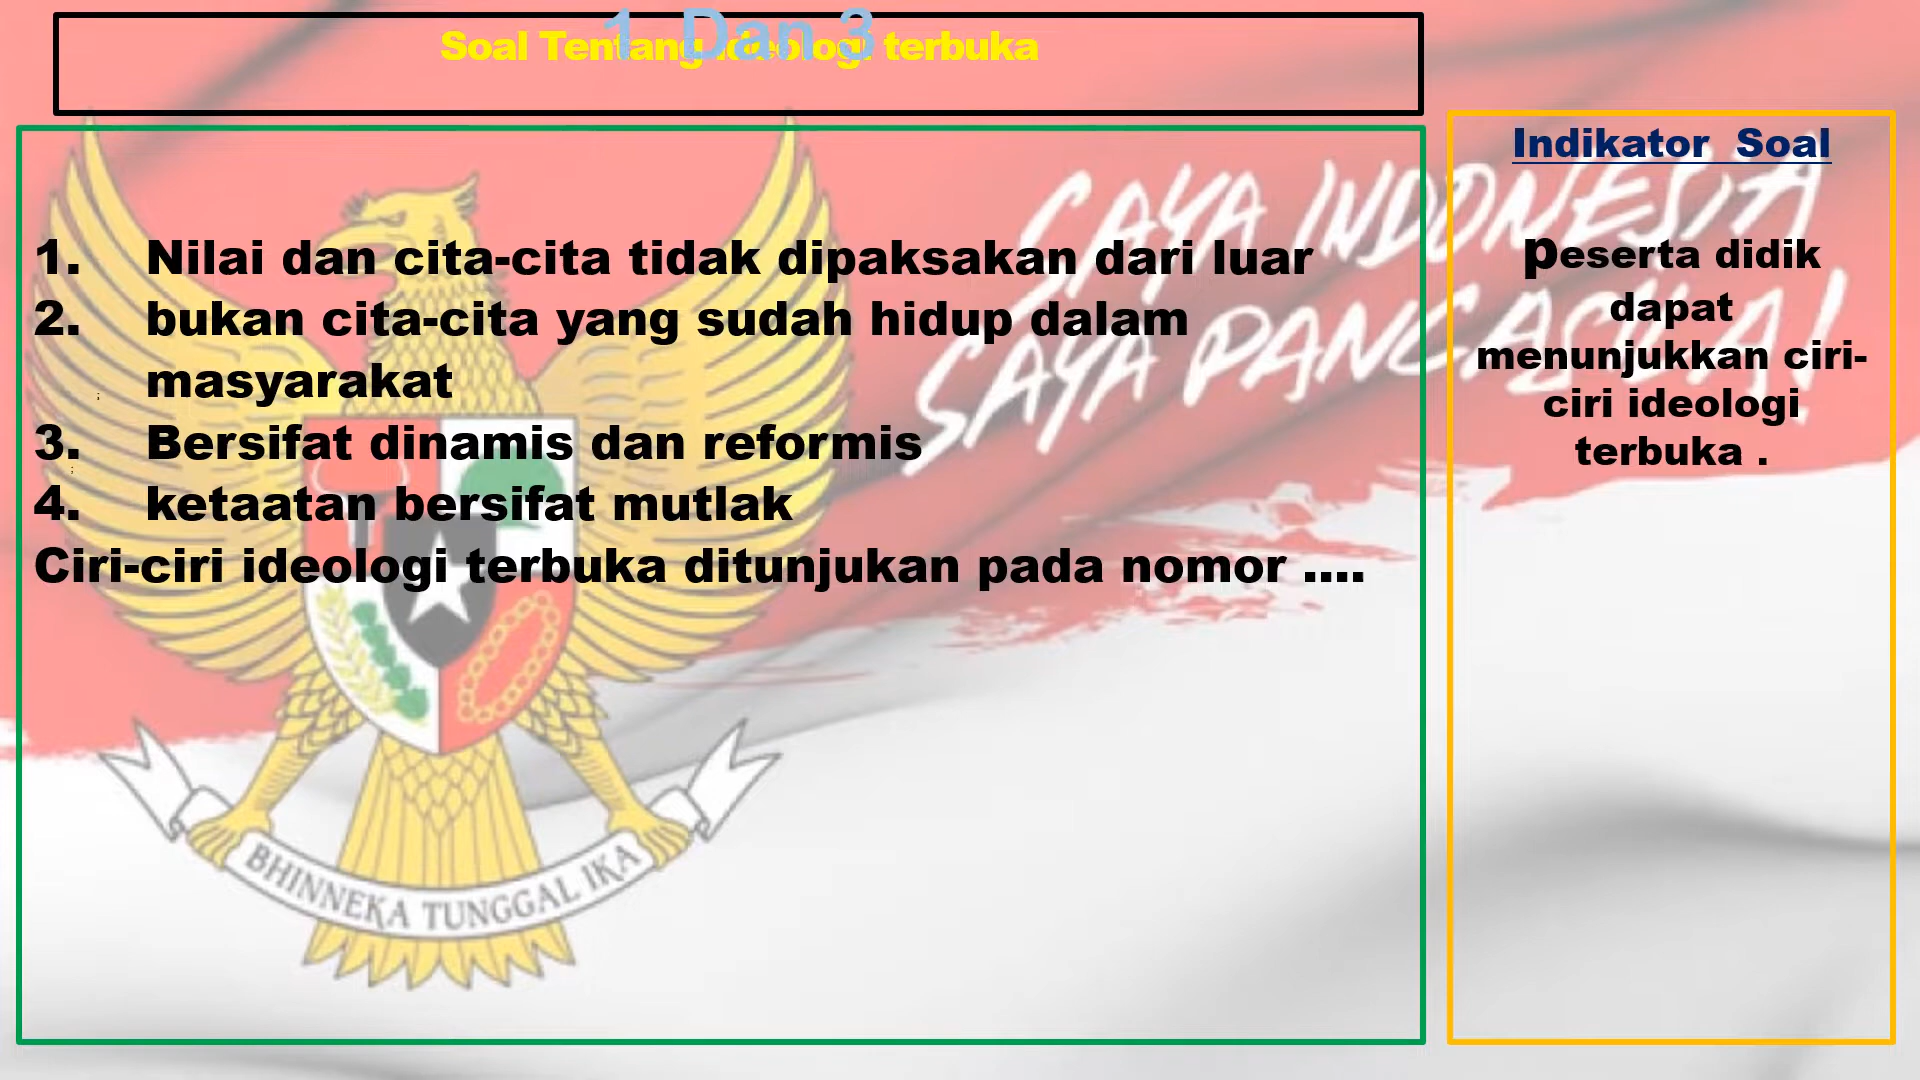 1 Dan 3
Soal Tentang Ideologi terbuka
1. Nilai dan cita-cita tidak dipaksakan dari luar
2. bukan cita-cita yang sudah hidup dalam
masyarakat
;
3. Bersifat dinamis dan reformis
;
4. ketaatan bersifat mutlak
Ciri-ciri ideologi terbuka ditunjukan pada nomor ....
Indikator Soal
peserta didik
dapat
menunjukkan ciri-
ciri ideologi
terbuka .
SAYA INDONESIA
SAYA PANCASILA!
BHINNEKA TUNGGAL IKA